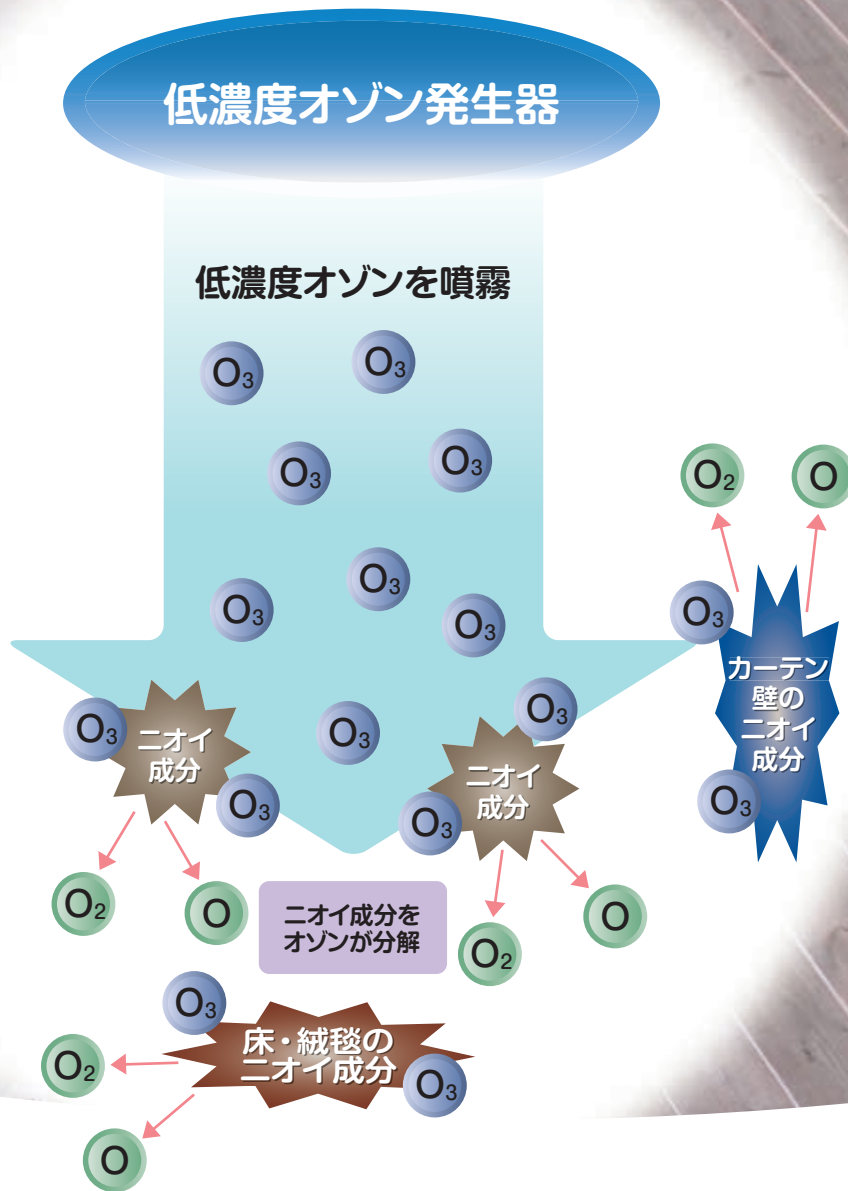 低濃度オゾン発生器
低濃度オゾンを噴霧
O3
O3
O3
O3
O2
O
O3
O3
O3
O3
カーテン
壁の
ニオイ
成分
O3
O3
ニオイ
成分
O3
O3
O3
ニオイ
成分
O3
O3
O2
O
ニオイ成分を
オゾンが分解
O2
O
O3
床・絨毯の
ニオイ成分
O3
O2
O